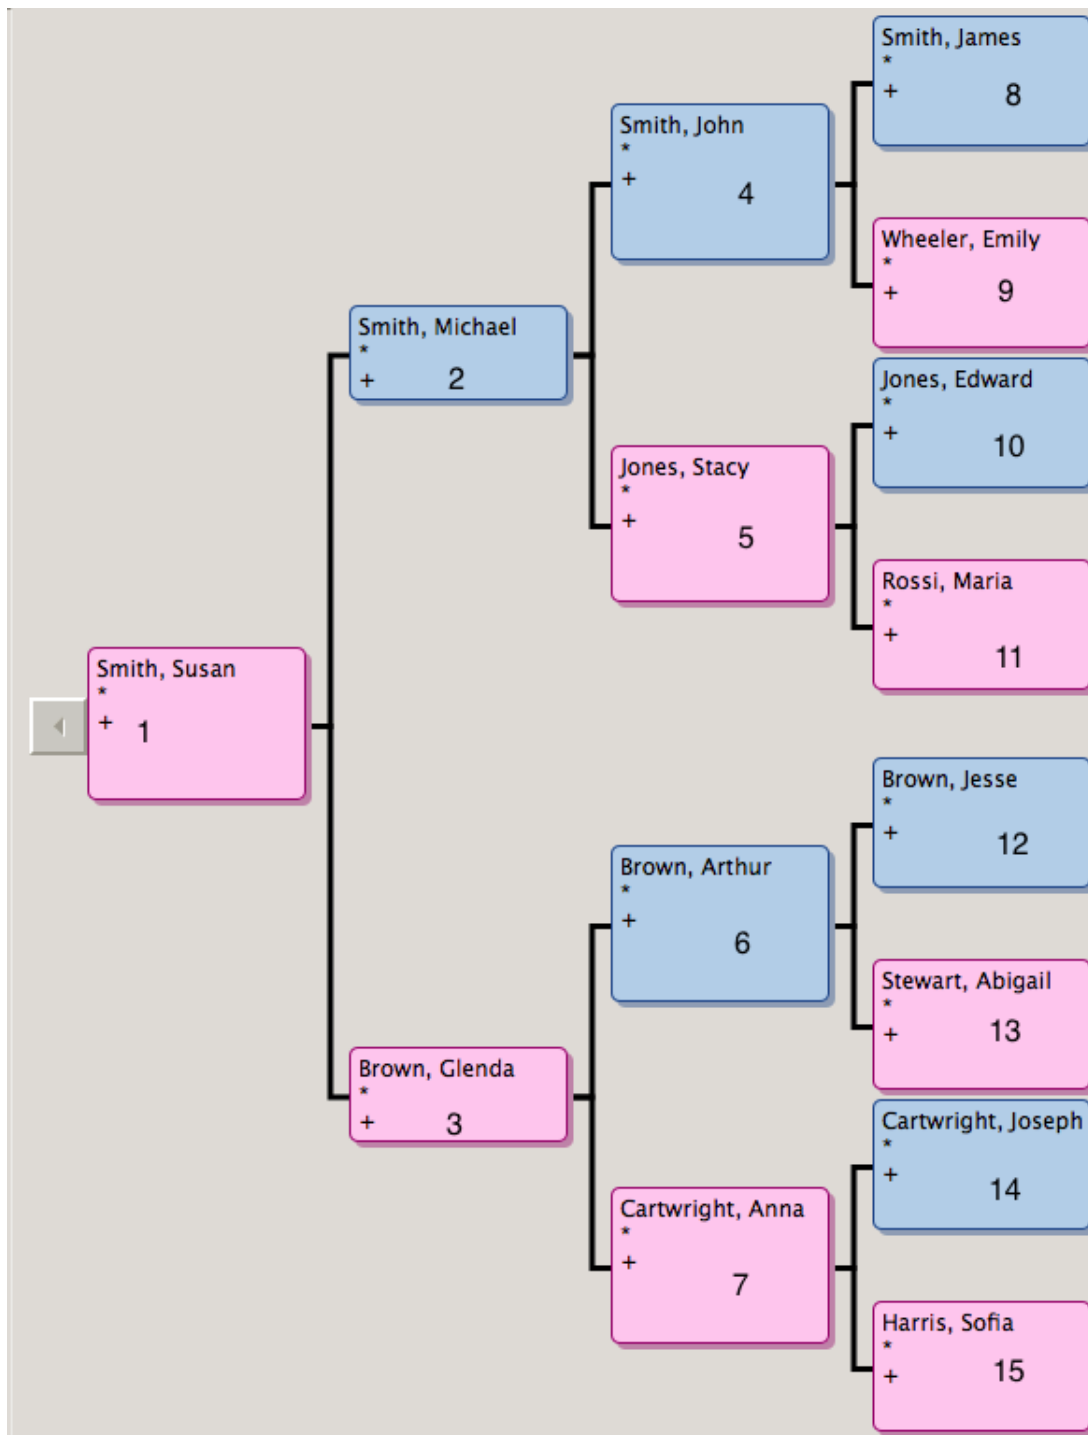 Smith, Susan
*
+ 1
Smith, Michael
*
+ 2
Brown, Glenda
*
+ 3
Smith, John
*
+ 4
Jones, Stacy
*
+ 5
Brown, Arthur
*
+ 6
Cartwright, Anna
*
+ 7
Smith, James
*
+ 8
Wheeler, Emily
*
+ 9
Jones, Edward
*
+ 10
Rossi, Maria
*
+ 11
Brown, Jesse
*
+ 12
Stewart, Abigail
*
+ 13
Cartwright, Joseph
*
+ 14
Harris, Sofia
*
+ 15